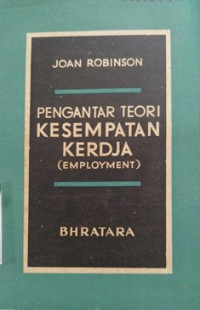 JOAN ROBINSON
PENGANTAR TEORI
KESEMPATAN
KERDJA
(EMPLOYMENT)
BHRATARA